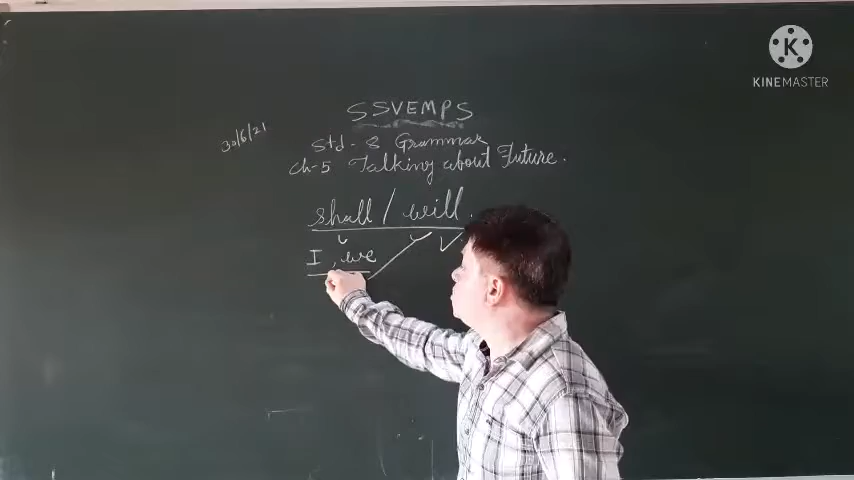 K
KINEMASTER
SSVEMPS
30/6/21
Std - 8 Grammar
Ch-5 Talking about Future.
shall / will.
I, we